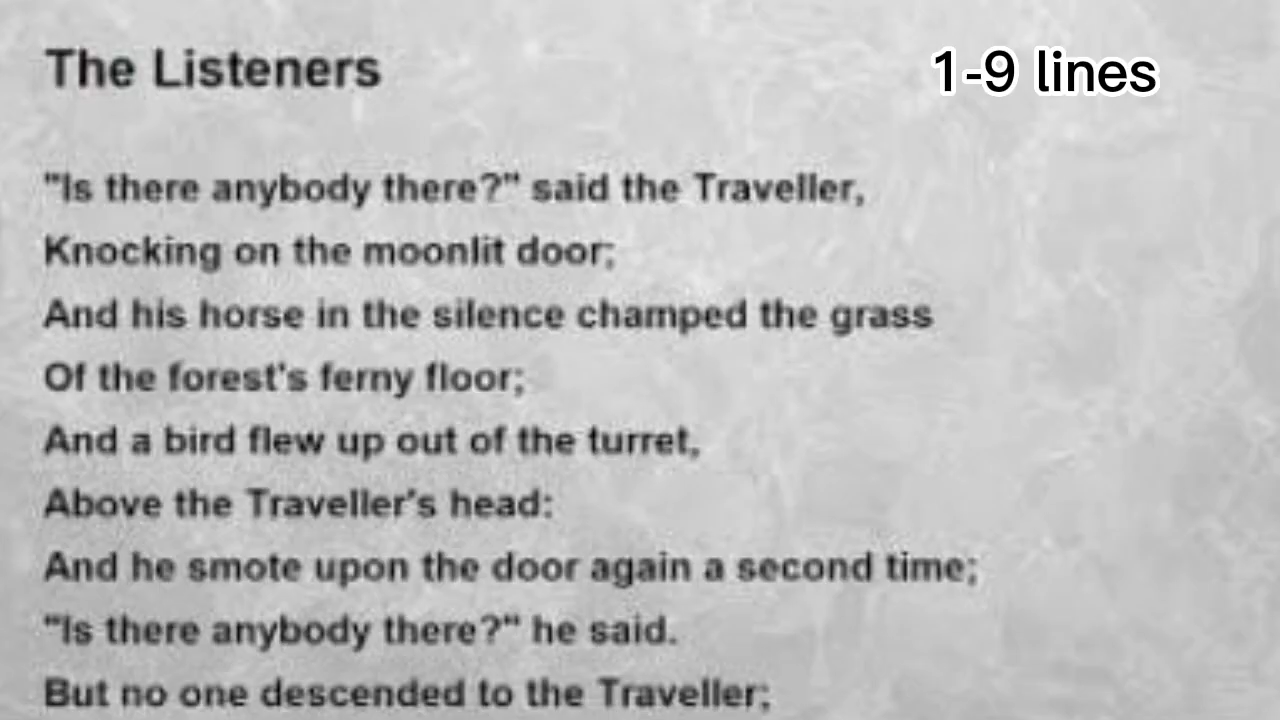 The Listeners
1-9 lines
"Is there anybody there?" said the Traveller,
Knocking on the moonlit door;
And his horse in the silence champed the grass
Of the forest's ferny floor;
And a bird flew up out of the turret,
Above the Traveller's head:
And he smote upon the door again a second time;
"Is there anybody there?" he said.
But no one descended to the Traveller;